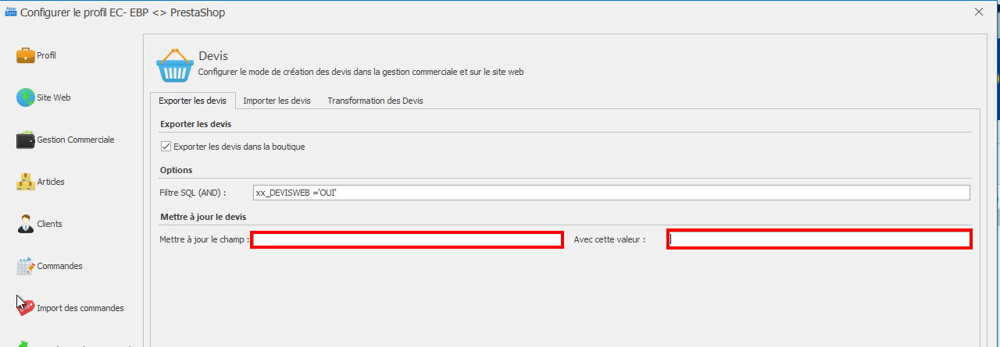 Atoo Sync Configurer le profil EC- EBP <> PrestaShop
Profil
Site Web
Gestion Commerciale
Articles
Clients
Commandes
Import des commandes
Devis
Configurer le mode de création des devis dans la gestion commerciale et sur le site web
Exporter les devis Importer les devis Transformation des Devis
Exporter les devis
Exporter les devis dans la boutique
Options
Filtre SQL (AND) : xx_DEVISWEB ='OUI'
Mettre à jour le devis
Mettre à jour le champ : Avec cette valeur :